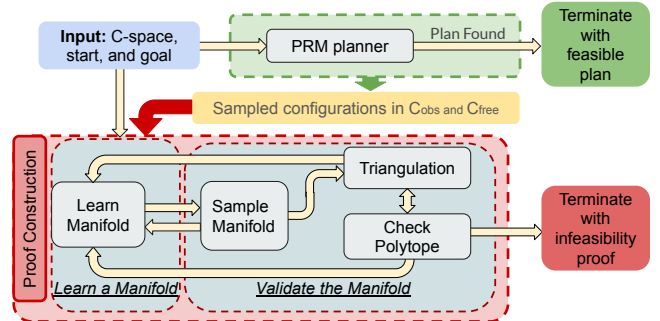 Input: C-space,
start, and goal
PRM planner
Plan Found
Terminate
with
feasible
plan
Sampled configurations in Cobs and Cfree
Proof Construction
Learn
Manifold
Sample
Manifold
Triangulation
Check
Polytope
Terminate
with
infeasibility
proof
Learn a Manifold
Validate the Manifold